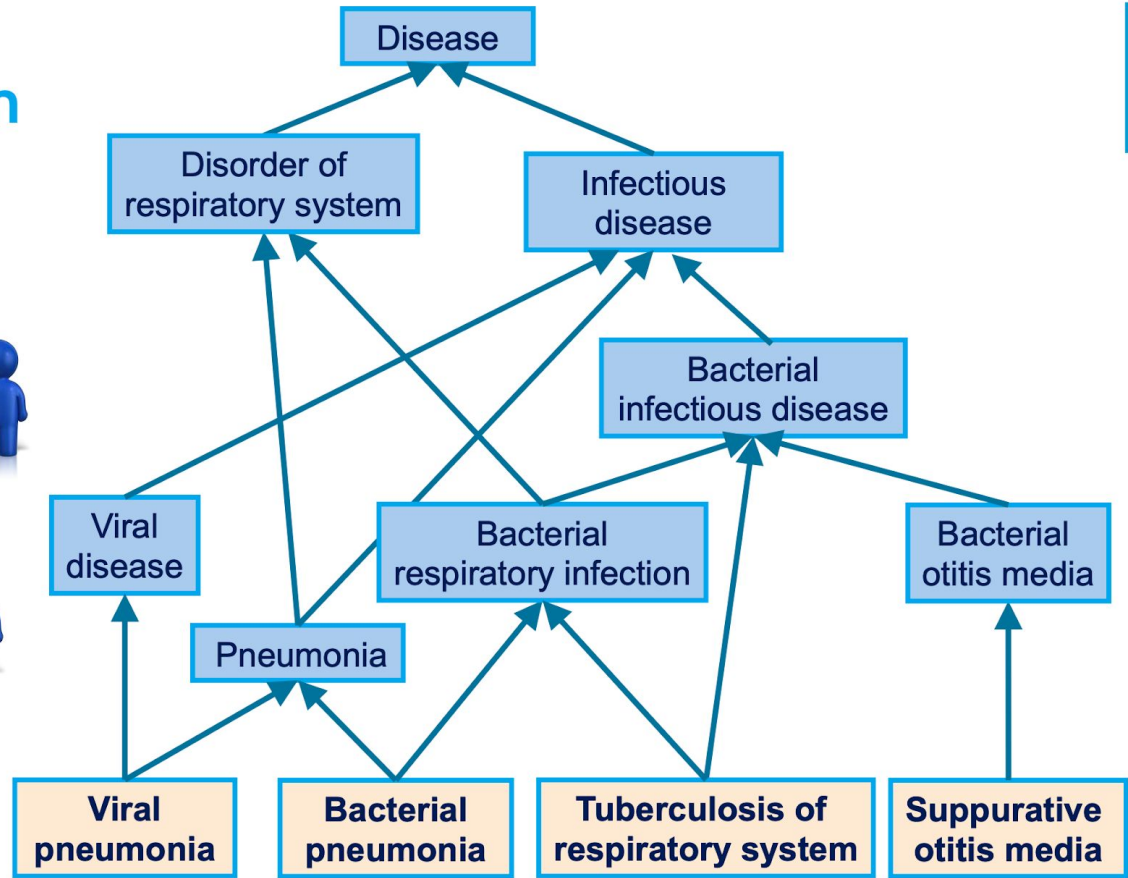 Disease
n
Disorder of
respiratory system
Infectious
disease
Bacterial
infectious disease
Viral
disease
Bacterial
respiratory infection
Bacterial
otitis media
Pneumonia
Viral
pneumonia
Bacterial
pneumonia
Tuberculosis of
respiratory system
Suppurative
otitis media